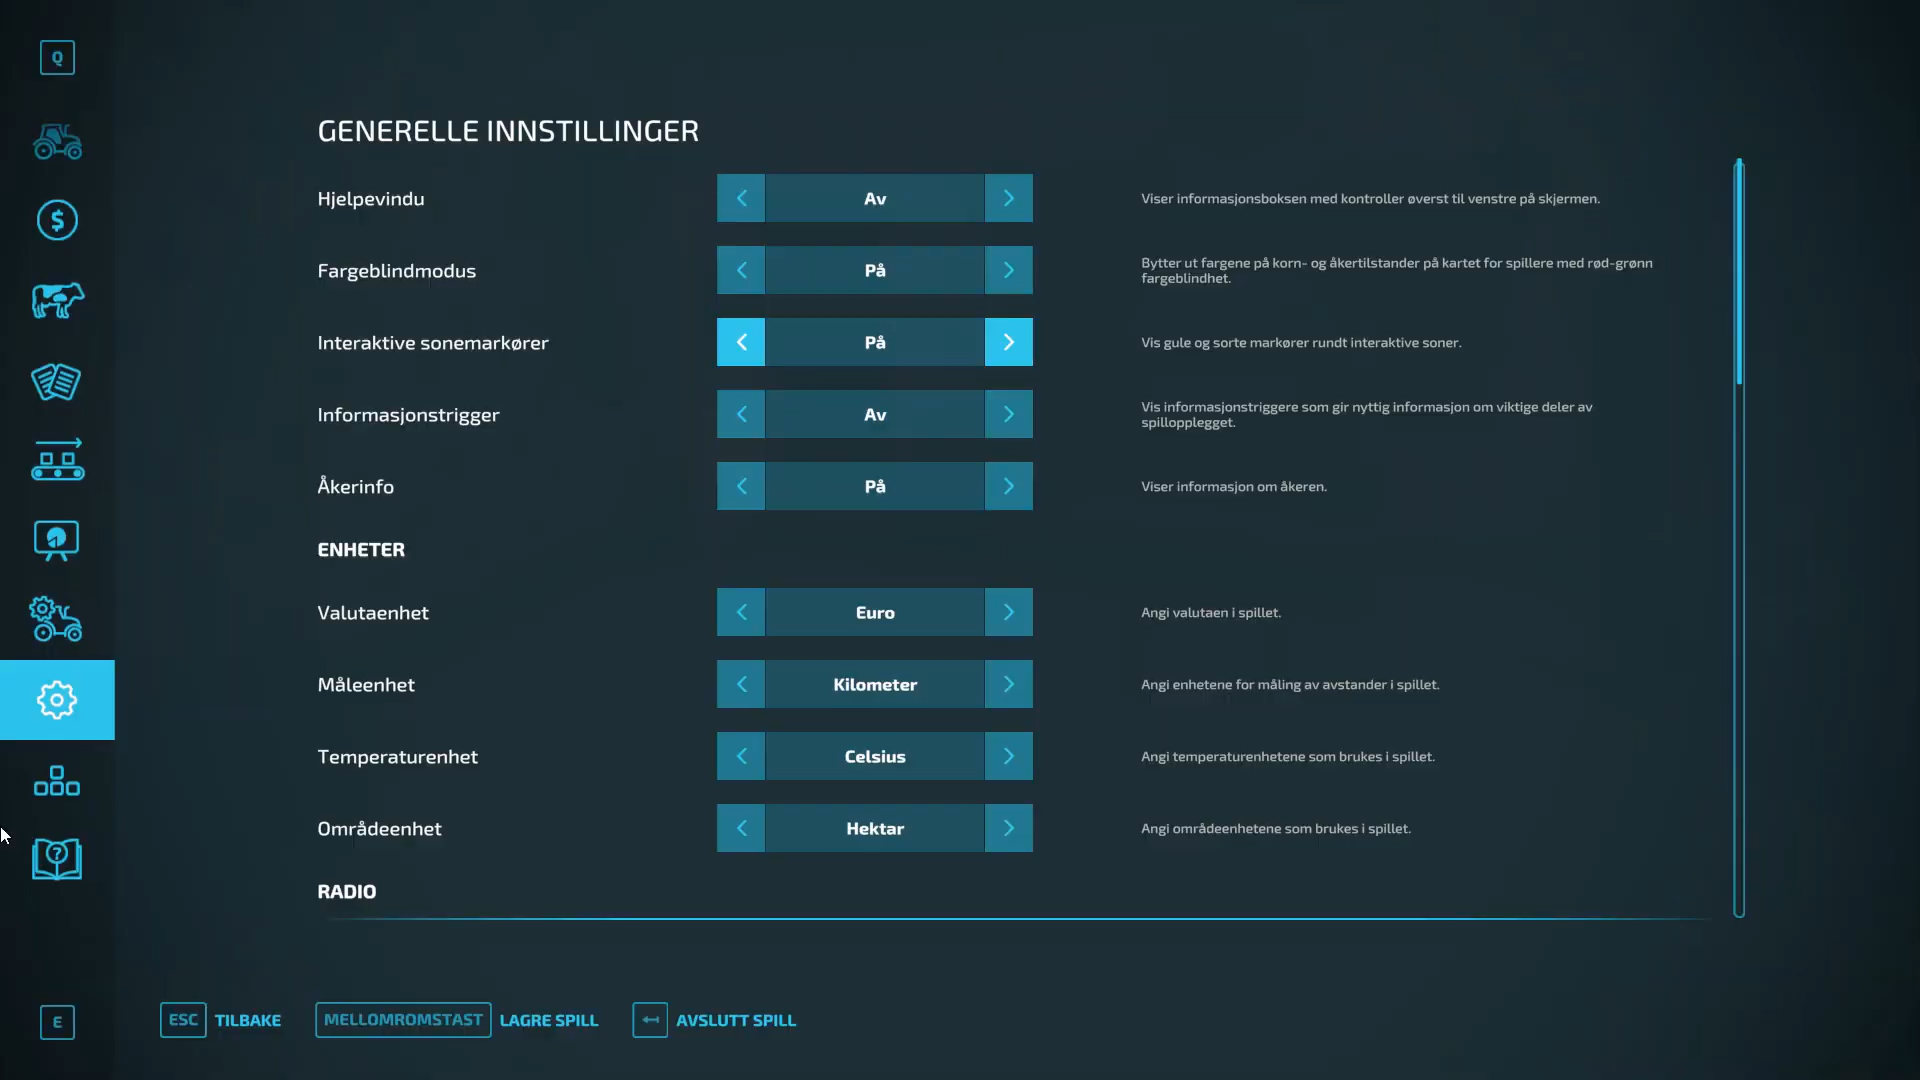 Q
GENERELLE INNSTILLINGER
Hjelpevindu
Av
Viser informasjonsboksen med kontroller øverst til venstre på skjermen.
Fargeblindmodus
På
Bytter ut fargene på korn- og åkertilstander på kartet for spillere med rød-grønn
fargeblindhet.
Interaktive sonemarkører
På
Vis gule og sorte markører rundt interaktive soner.
Informasjonstrigger
Av
Vis informasjonstriggere som gir nyttig informasjon om viktige deler av
spillopplegget.
Åkerinfo
På
Viser informasjon om åkeren.
ENHETER
Valutaenhet
Euro
Angi valutaen i spillet.
Måleenhet
Kilometer
Angi enhetene for måling av avstander i spillet.
Temperaturenhet
Celsius
Angi temperaturenhetene som brukes i spillet.
Områdeenhet
Hektar
Angi områdeenhetene som brukes i spillet.
RADIO
E
ESC TILBAKE
MELLOMROMSTAST LAGRE SPILL
AVSLUTT SPILL